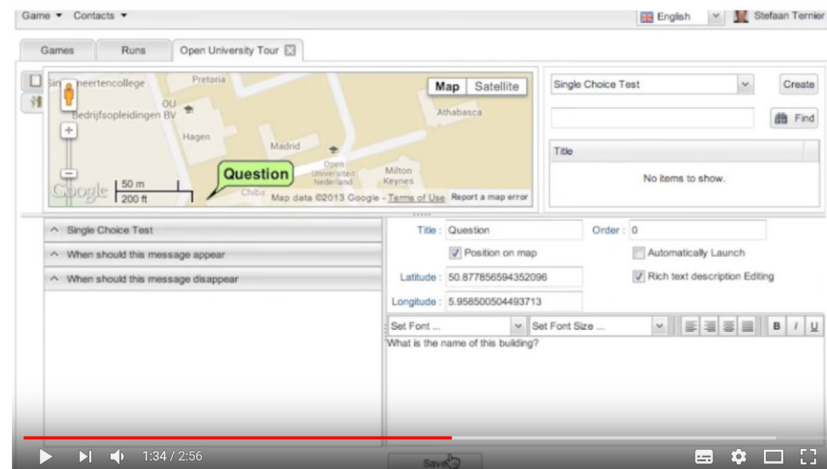 Game Contacts English Stefaan Ternier
Games Runs Open University Tour
Map Satellite
Pretoria
OU
Bedrijfsopleidingen BV
Athabasca
Hagen
Madrid
Open
Universiteit
Nederland
Milton
Keynes
Question
Chiba
Google
50 m
200 ft
Map data ©2013 Google - Terms of Use Report a map error
Single Choice Test Create
Find
Title
No items to show.
Single Choice Test
When should this message appear
When should this message disappear
Title : Question Order : 0
Position on map Automatically Launch
Latitude : 50.877856594352096 Rich text description Editing
Longitude : 5.958500504493713
Set Font ... Set Font Size ... B I U
What is the name of this building?
Save
1:34 / 2:56